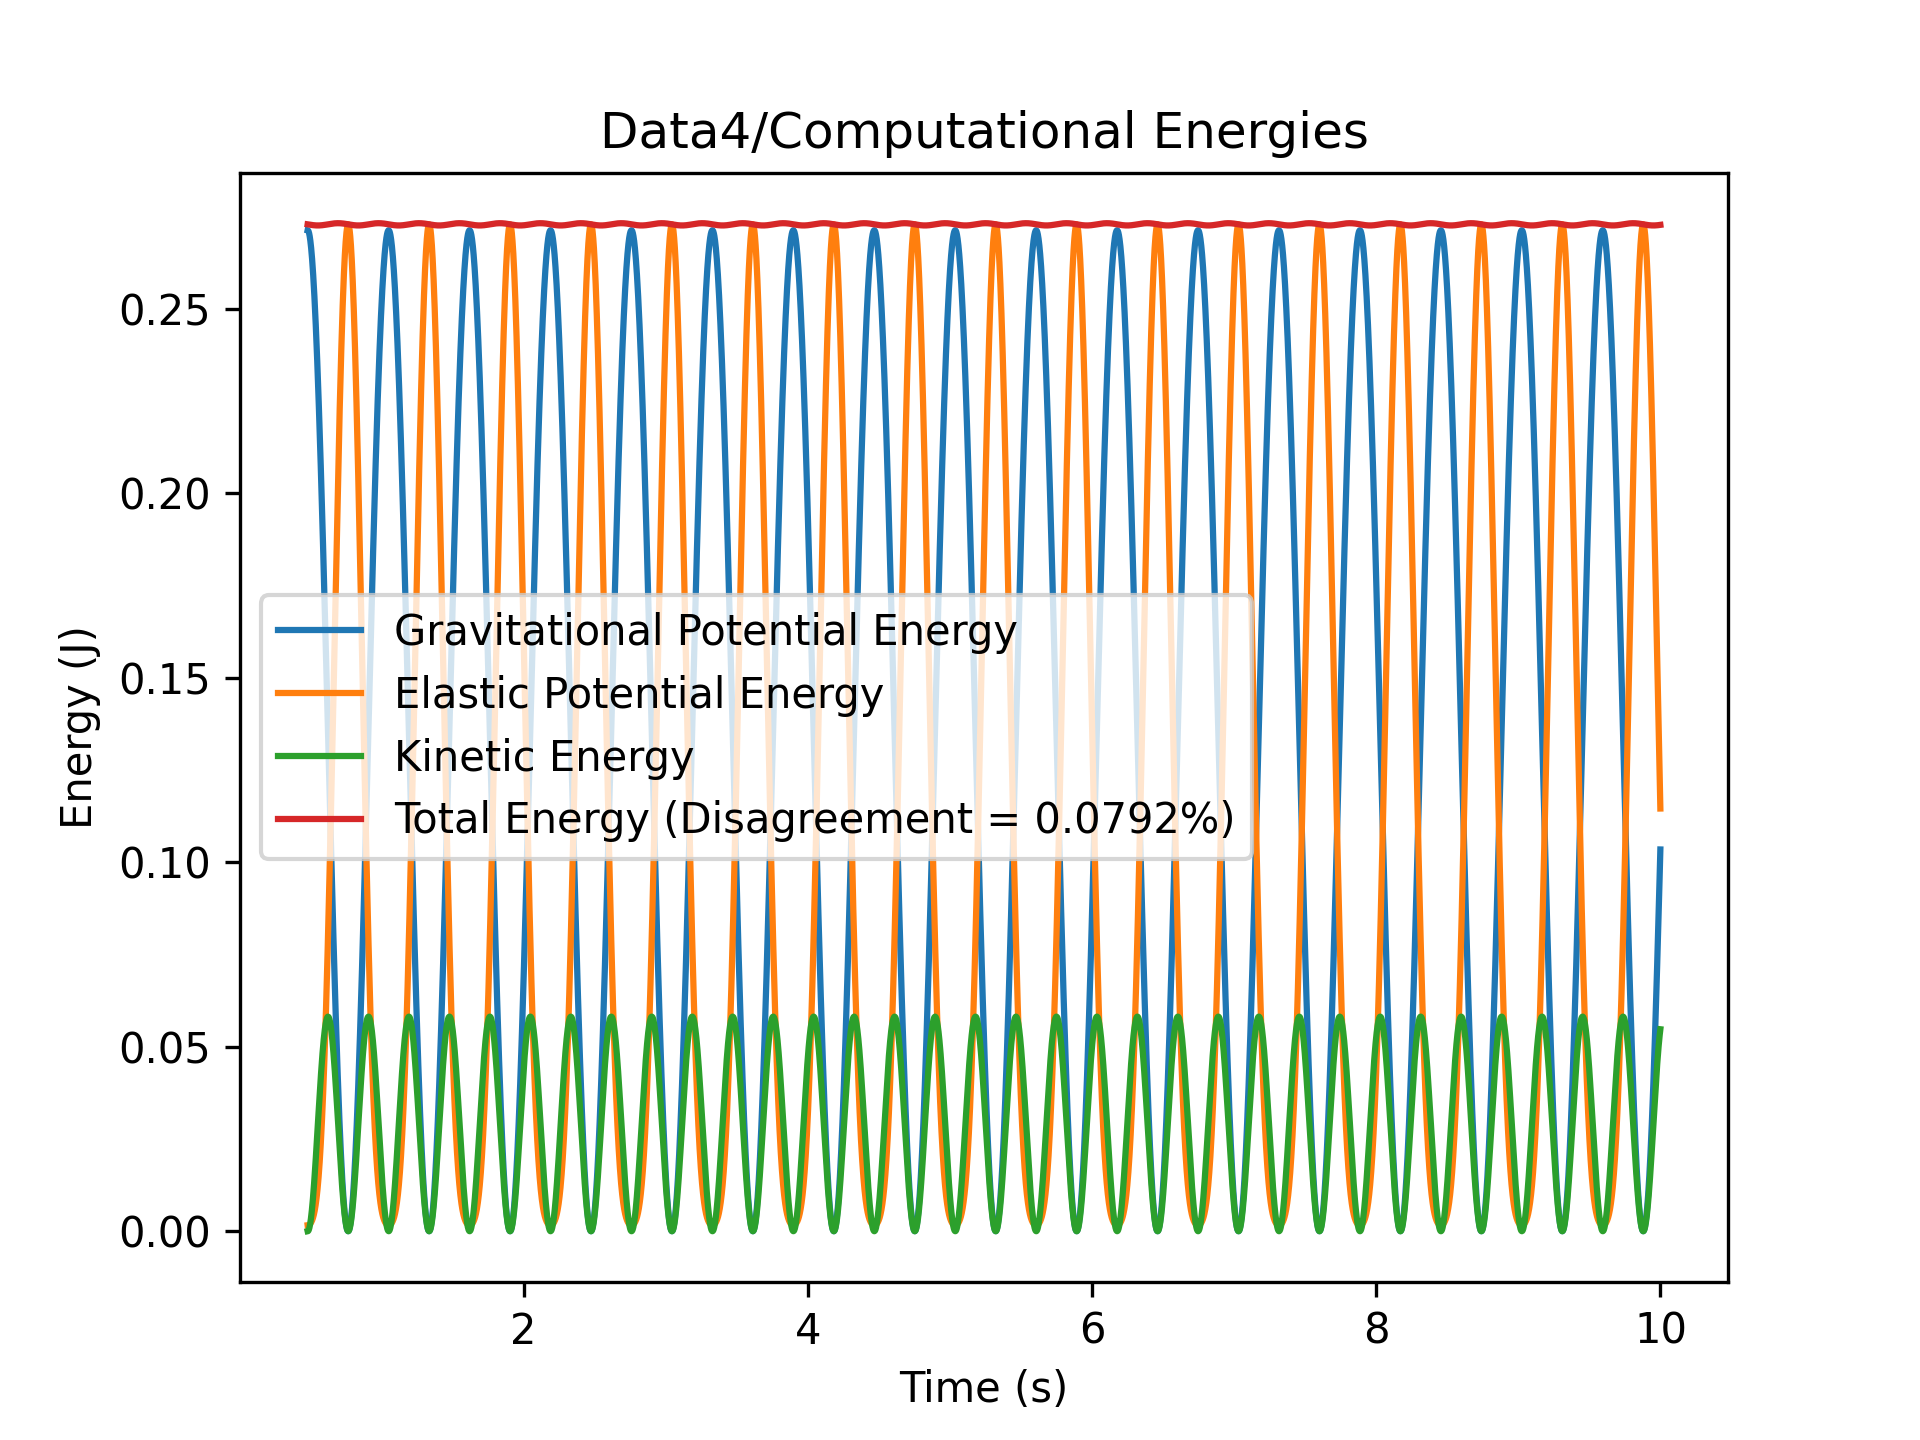 Data4/Computational Energies
Energy (J)
0.25
0.20
0.15
0.10
0.05
0.00
Gravitational Potential Energy
Elastic Potential Energy
Kinetic Energy
Total Energy (Disagreement = 0.0792%)
2 4 6 8 10
Time (s)